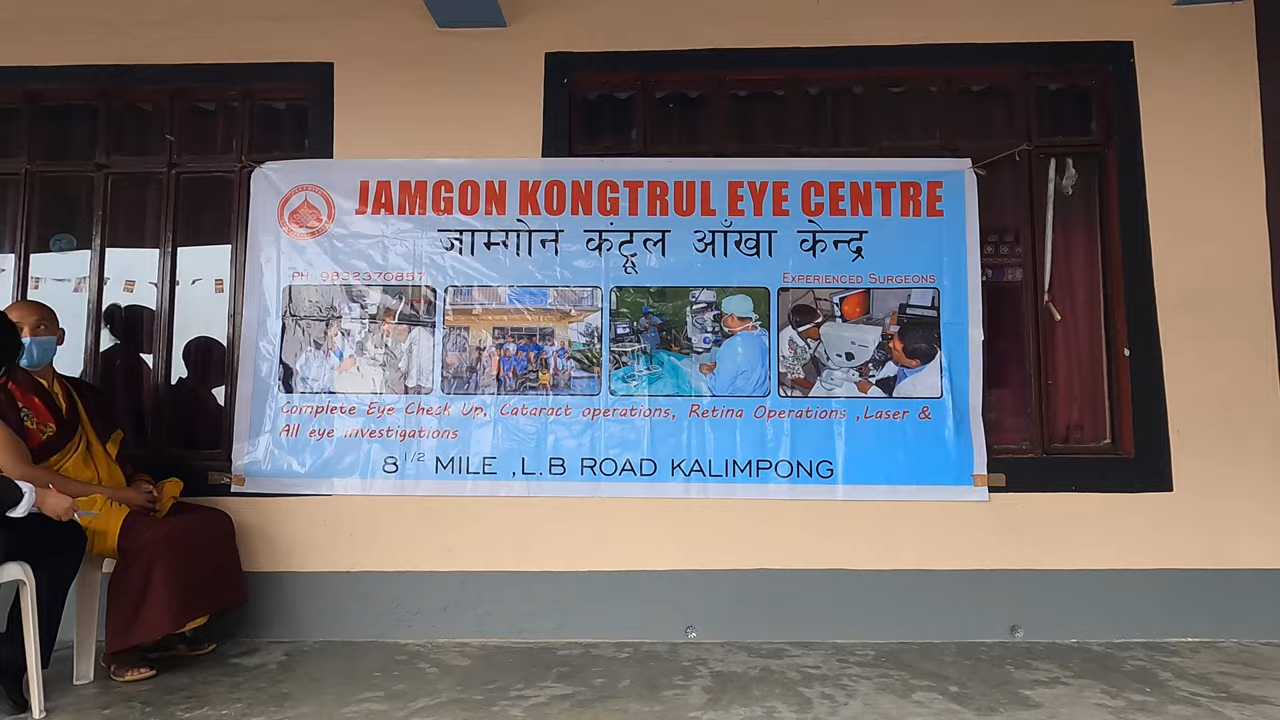 JAMGON KONGTRUL EYE CENTRE
जाम्गोन कंट्रूल आँखा केन्द्र
PH: 9832370857
EXPERIENCED SURGEONS
Complete Eye Check Up, Cataract operations, Retina Operations ,Laser &
All eye investigations
8 1/2 MILE ,L.B ROAD KALIMPONG